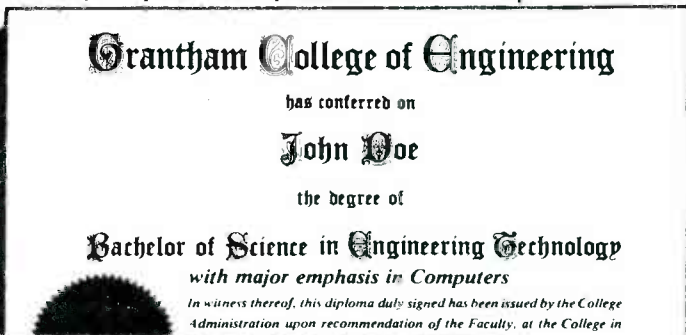 Grantham College of Engineering
has conferred on
John Doe
the degree of
Bachelor of Science in Engineering Technology
with major emphasis in Computers
In witness thereof, this diploma duly signed has been issued by the College
Administration upon recommendation of the Faculty, at the College in